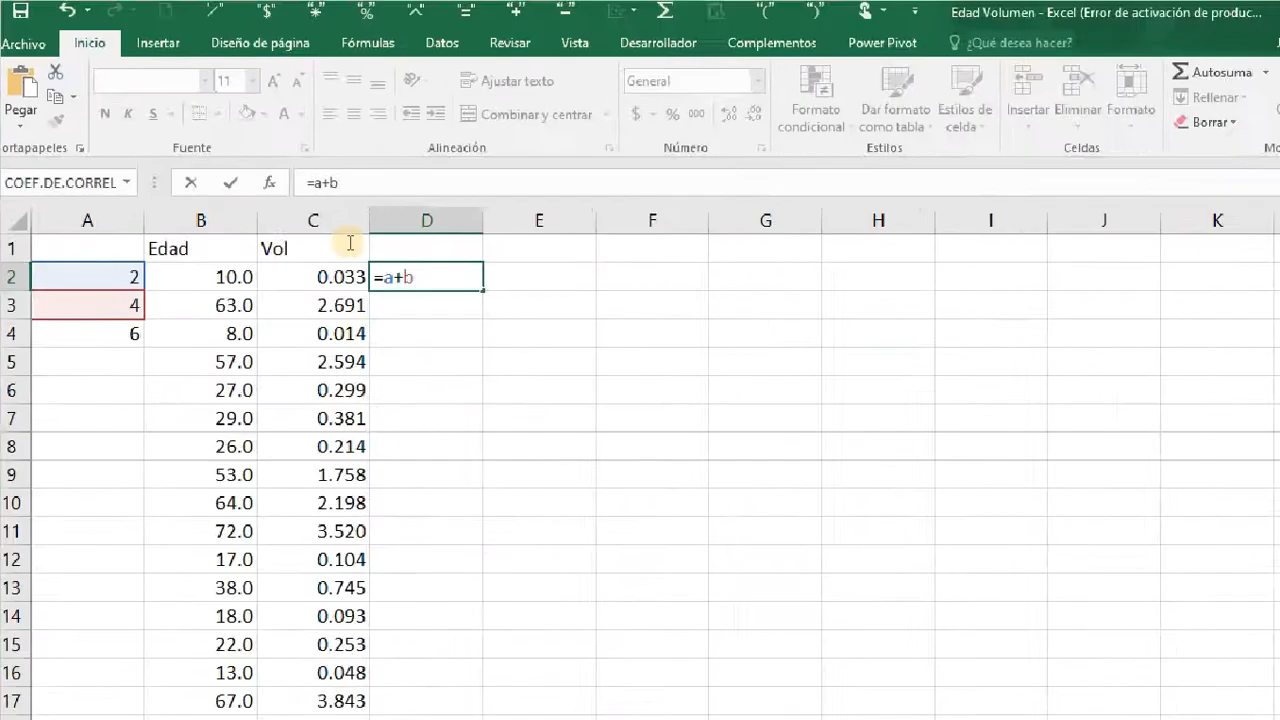 Edad Volumen - Excel (Error de activación de produc...
Archivo Inicio Insertar Diseño de página Fórmulas Datos Revisar Vista Desarrollador Complementos Power Pivot ¿Qué desea hacer?
Pegar
ortapapeles
11
N K S
Fuente
Ajustar texto
Combinar y centrar
Alineación
General
$ % 000
Número
Formato condicional
Dar formato como tabla
Estilos de celda
Estilos
Insertar Eliminar Formato
Celdas
Autosuma
Rellenar
Borrar
Mo
COEF.DE.CORREL fx =a+b
A B C D E F G H I J K
1 Edad Vol
2 2 10.0 0.033 =a+b
3 4 63.0 2.691
4 6 8.0 0.014
5 57.0 2.594
6 27.0 0.299
7 29.0 0.381
8 26.0 0.214
9 53.0 1.758
10 64.0 2.198
11 72.0 3.520
12 17.0 0.104
13 38.0 0.745
14 18.0 0.093
15 22.0 0.253
16 13.0 0.048
17 67.0 3.843